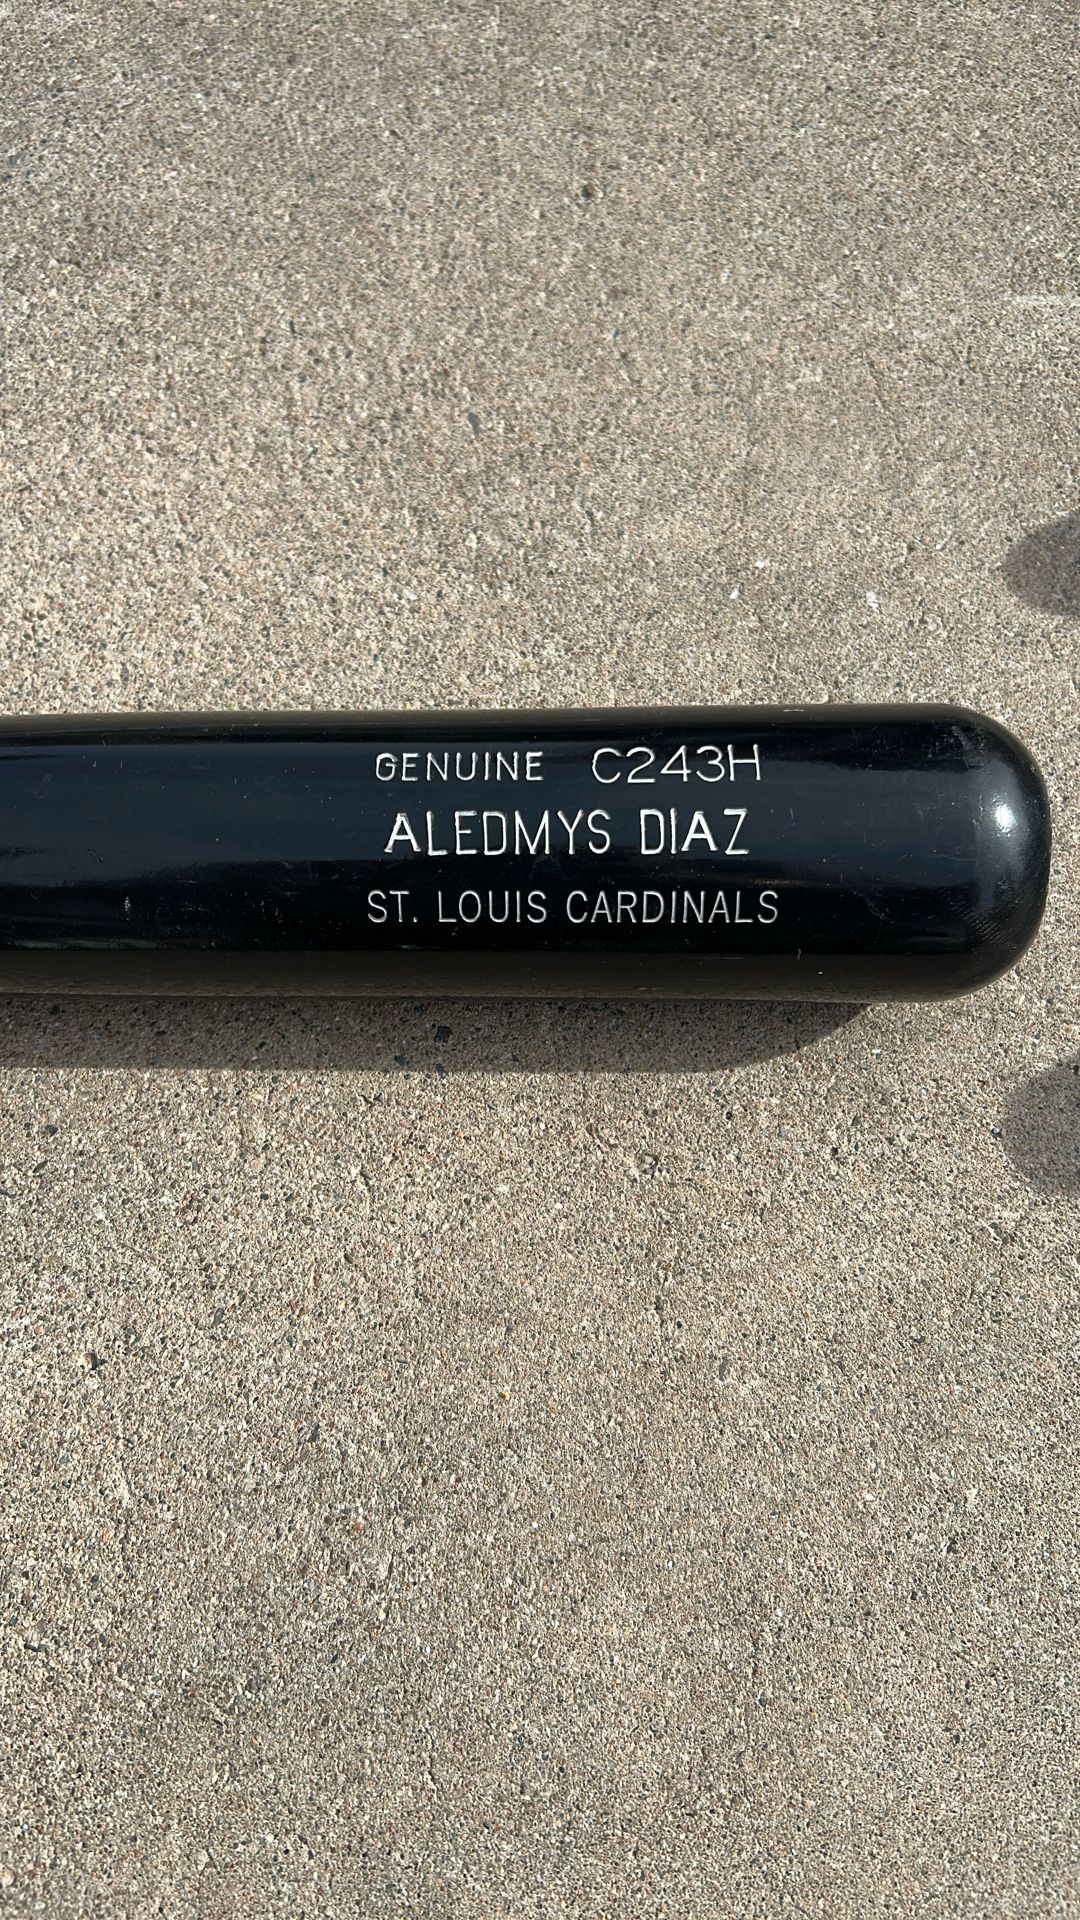 GENUINE C243H
ALEDMYS DIAZ
ST. LOUIS CARDINALS